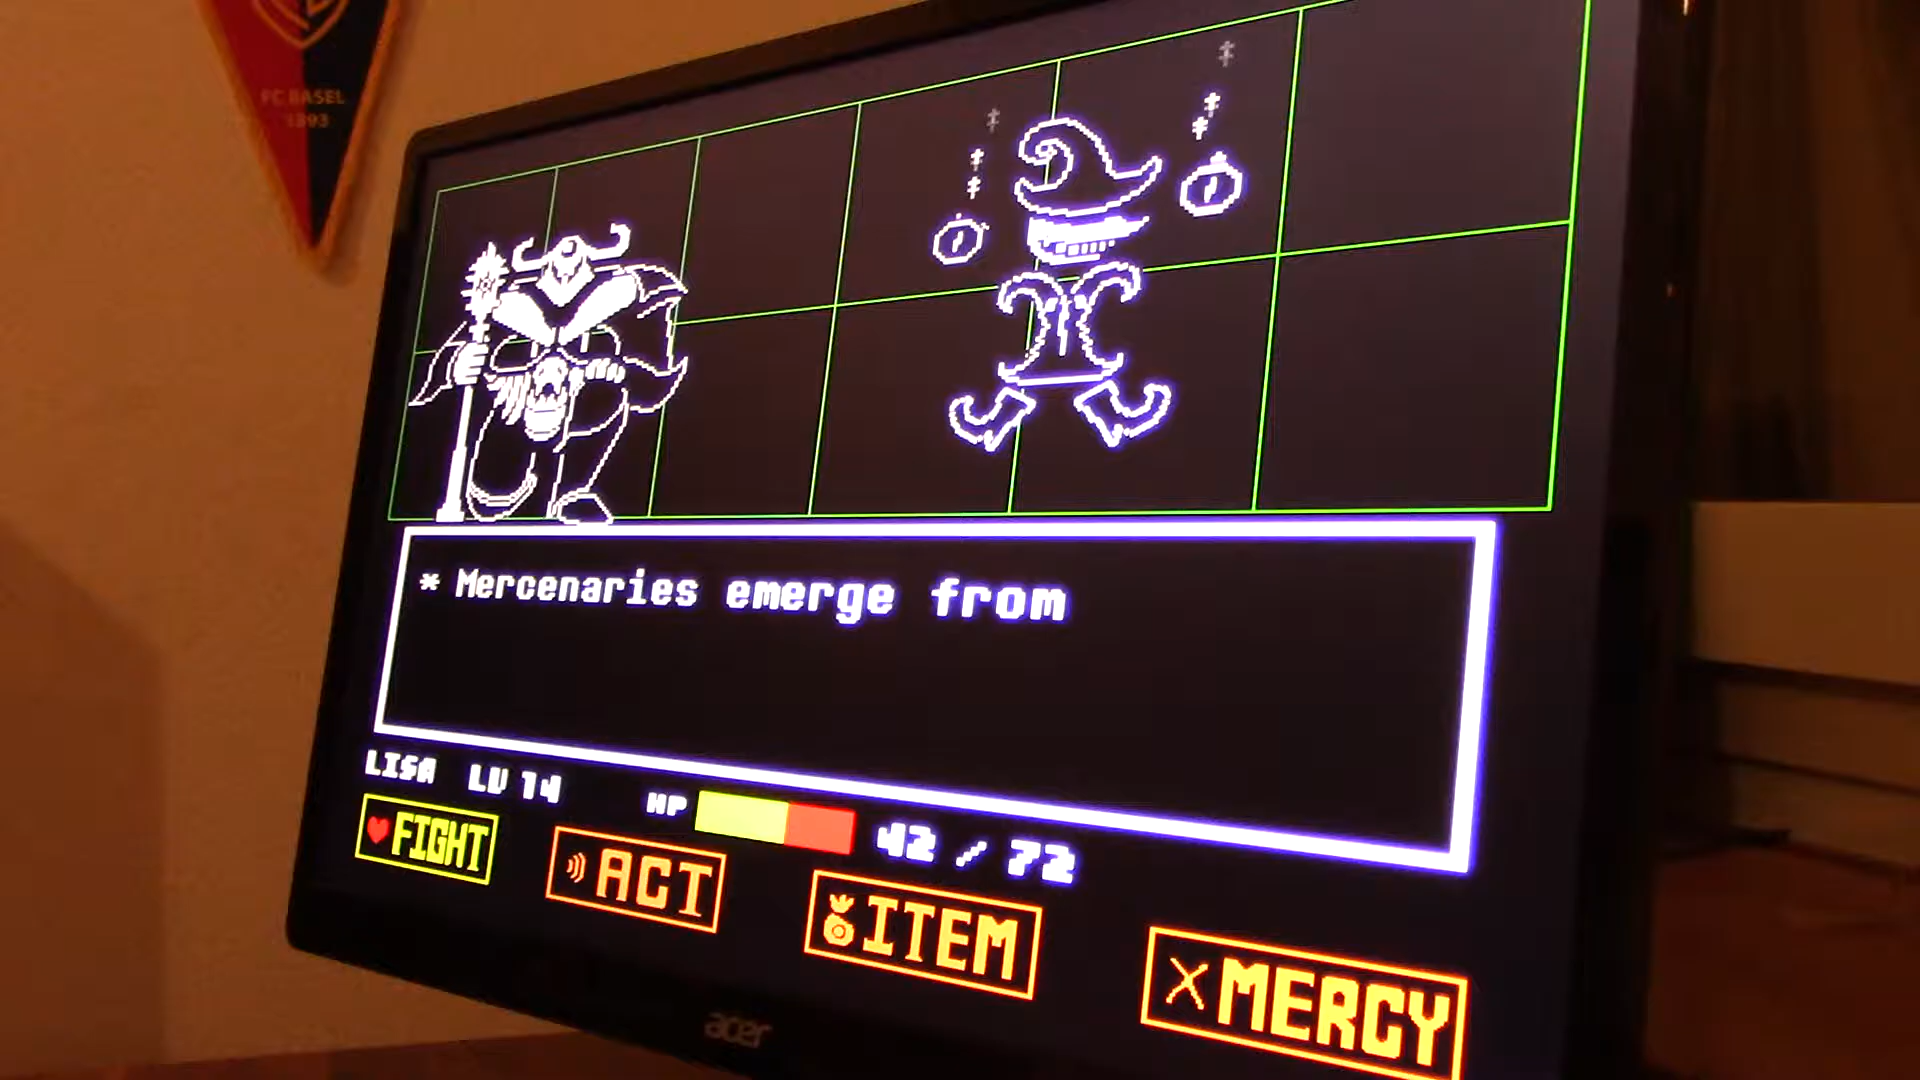 FC BASEL
1893
* Mercenaries emerge from
LISA LV 14 HP 42 / 72
FIGHT ACT ITEM MERCY
acer